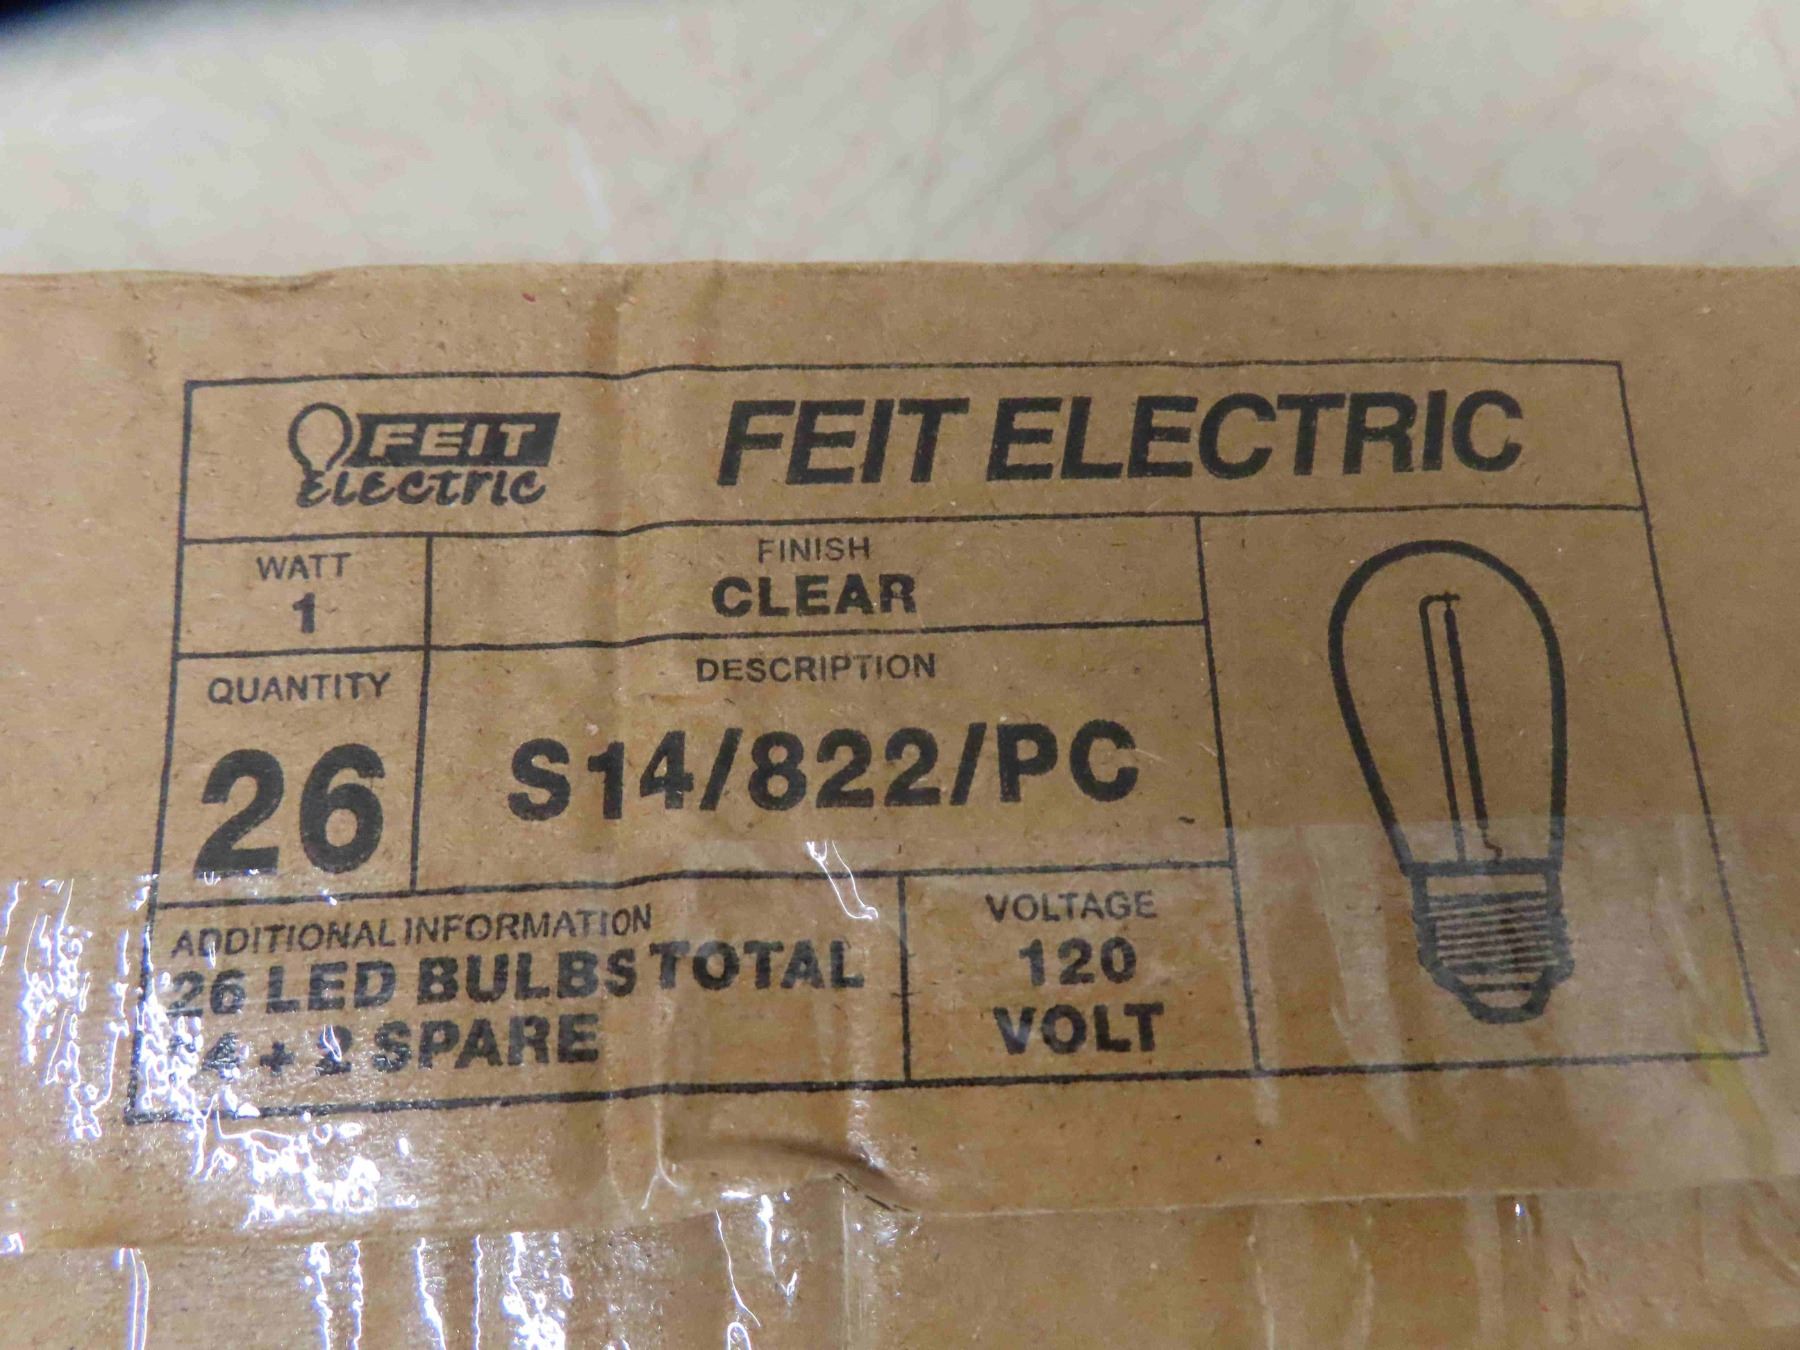 FEIT
Electric
FEIT ELECTRIC
WATT
1
FINISH
CLEAR
QUANTITY
26
DESCRIPTION
S14/822/PC
ADDITIONAL INFORMATION
26 LED BULBS TOTAL
24 + 2 SPARE
VOLTAGE
120
VOLT